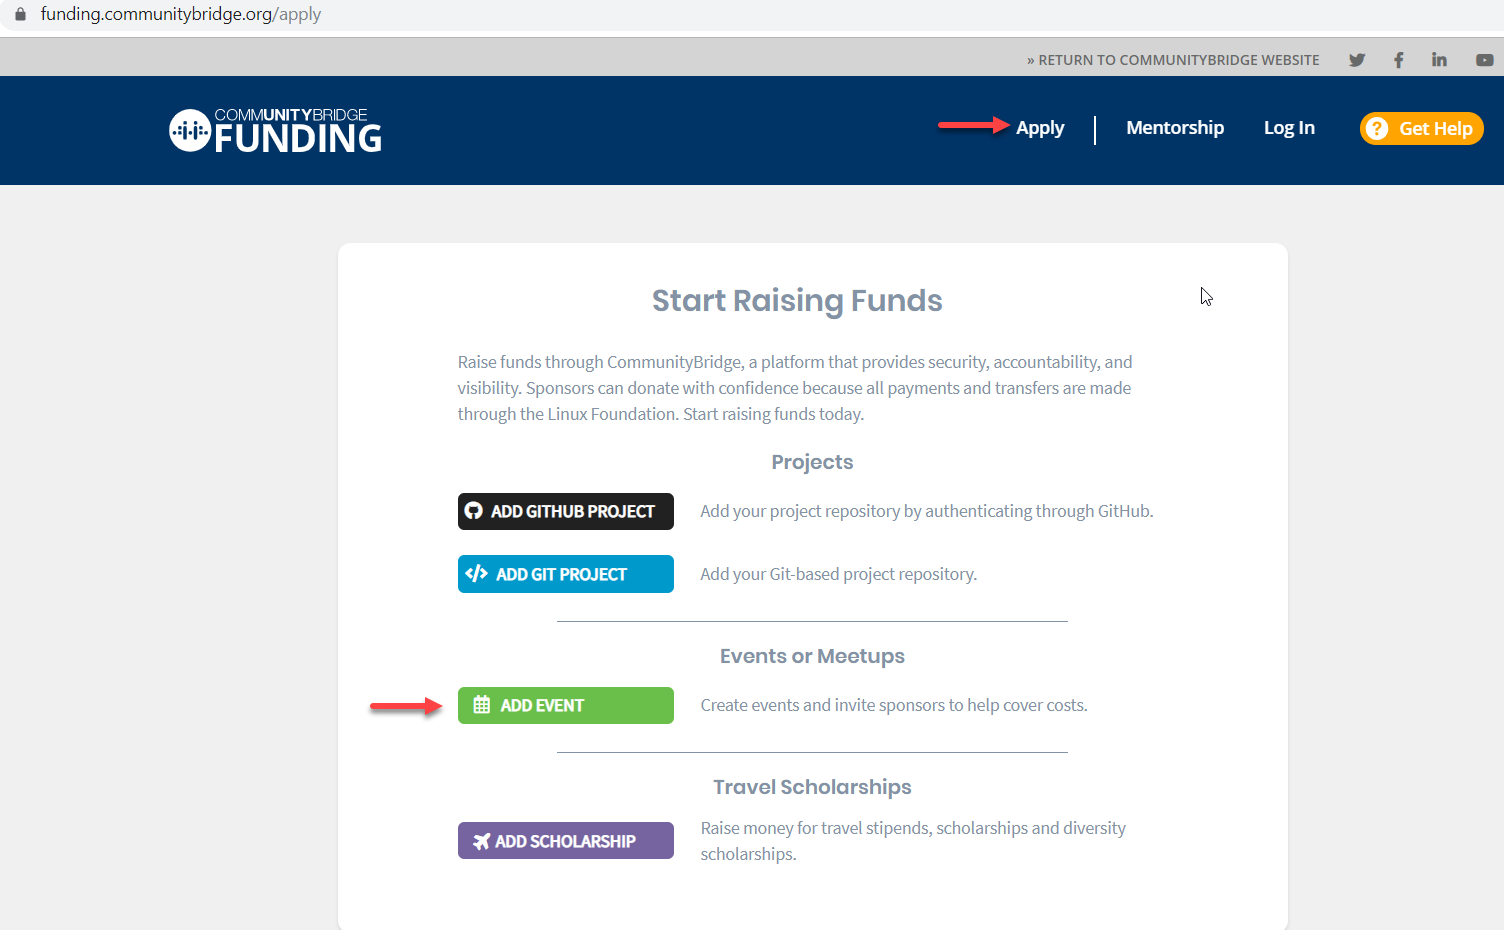 funding.communitybridge.org/apply
» RETURN TO COMMUNITYBRIDGE WEBSITE
COMMUNITYBRIDGE
FUNDING
Apply
Mentorship
Log In
? Get Help
Start Raising Funds
Raise funds through CommunityBridge, a platform that provides security, accountability, and
visibility. Sponsors can donate with confidence because all payments and transfers are made
through the Linux Foundation. Start raising funds today.
Projects
ADD GITHUB PROJECT
Add your project repository by authenticating through GitHub.
</> ADD GIT PROJECT
Add your Git-based project repository.
Events or Meetups
ADD EVENT
Create events and invite sponsors to help cover costs.
Travel Scholarships
ADD SCHOLARSHIP
Raise money for travel stipends, scholarships and diversity
scholarships.